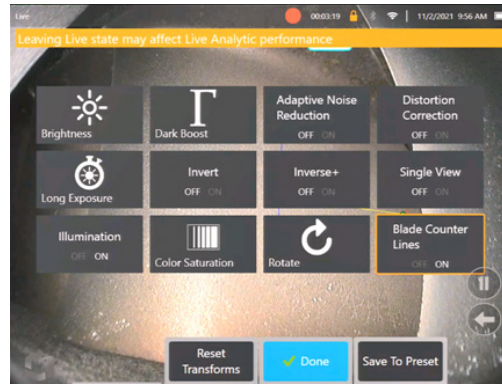 Live
00:03:19
11/2/2021 9:56 AM
Leaving Live state may affect Live Analytic performance
Brightness
Dark Boost
Adaptive Noise
Reduction
OFF ON
Distortion
Correction
OFF ON
Long Exposure
Invert
OFF ON
Inverse+
OFF ON
Single View
OFF ON
Illumination
OFF ON
Color Saturation
Rotate
Blade Counter
Lines
OFF ON
Reset
Transforms
Done
Save To Preset